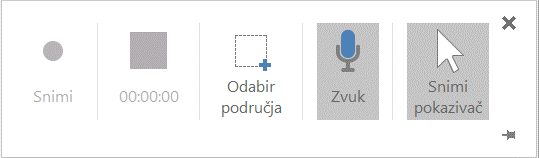 Snimi
00:00:00
Odabir
područja
Zvuk
Snimi
pokazivač